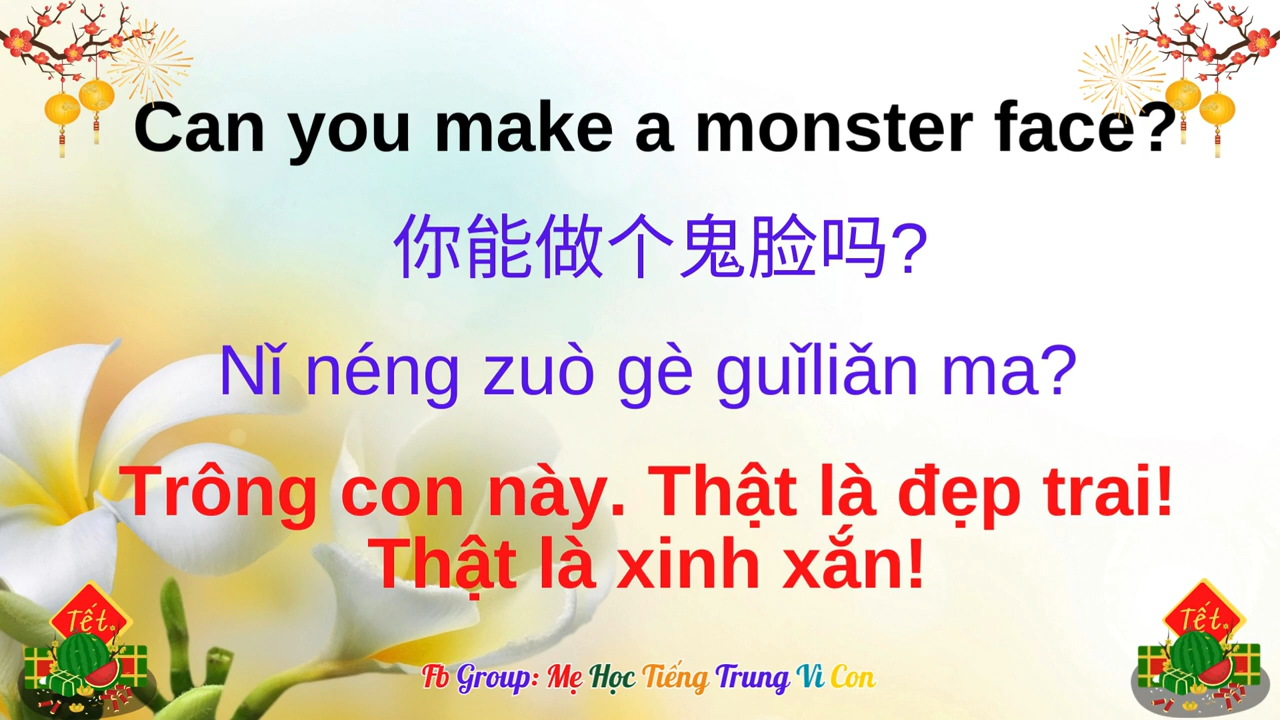 Can you make a monster face?
你能做个鬼脸吗?
Nǐ néng zuò gè guǐliǎn ma?
Trông con này. Thật là đẹp trai!
Thật là xinh xắn!
Tết
Tết
Fb Group: Mẹ Học Tiếng Trung Vì Con